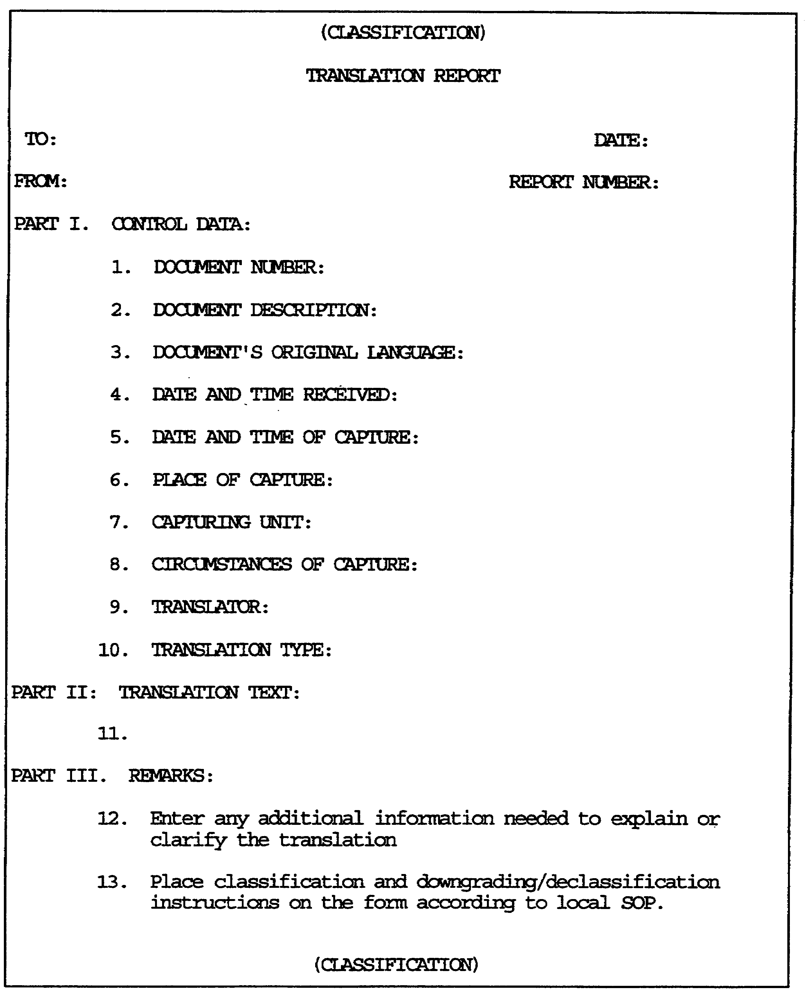 (CLASSIFICATION)
TRANSLATION REPORT
TO: DATE:
FROM: REPORT NUMBER:
PART I. CONTROL DATA:
1. DOCUMENT NUMBER:
2. DOCUMENT DESCRIPTION:
3. DOCUMENT'S ORIGINAL LANGUAGE:
4. DATE AND TIME RECEIVED:
5. DATE AND TIME OF CAPTURE:
6. PLACE OF CAPTURE:
7. CAPTURING UNIT:
8. CIRCUMSTANCES OF CAPTURE:
9. TRANSLATOR:
10. TRANSLATION TYPE:
PART II: TRANSLATION TEXT:
11.
PART III. REMARKS:
12. Enter any additional information needed to explain or
clarify the translation
13. Place classification and downgrading/declassification
instructions on the form according to local SOP.
(CLASSIFICATION)